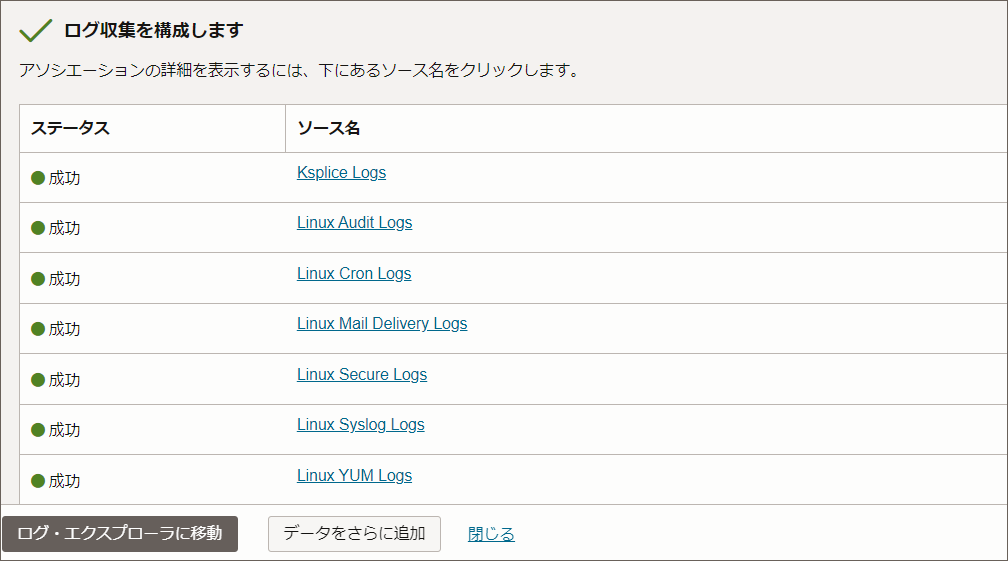 ログ収集を構成します
アソシエーションの詳細を表示するには、下にあるソース名をクリックします。
ステータス ソース名
成功 Ksplice Logs
成功 Linux Audit Logs
成功 Linux Cron Logs
成功 Linux Mail Delivery Logs
成功 Linux Secure Logs
成功 Linux Syslog Logs
成功 Linux YUM Logs
ログ・エクスプローラに移動 データをさらに追加 閉じる